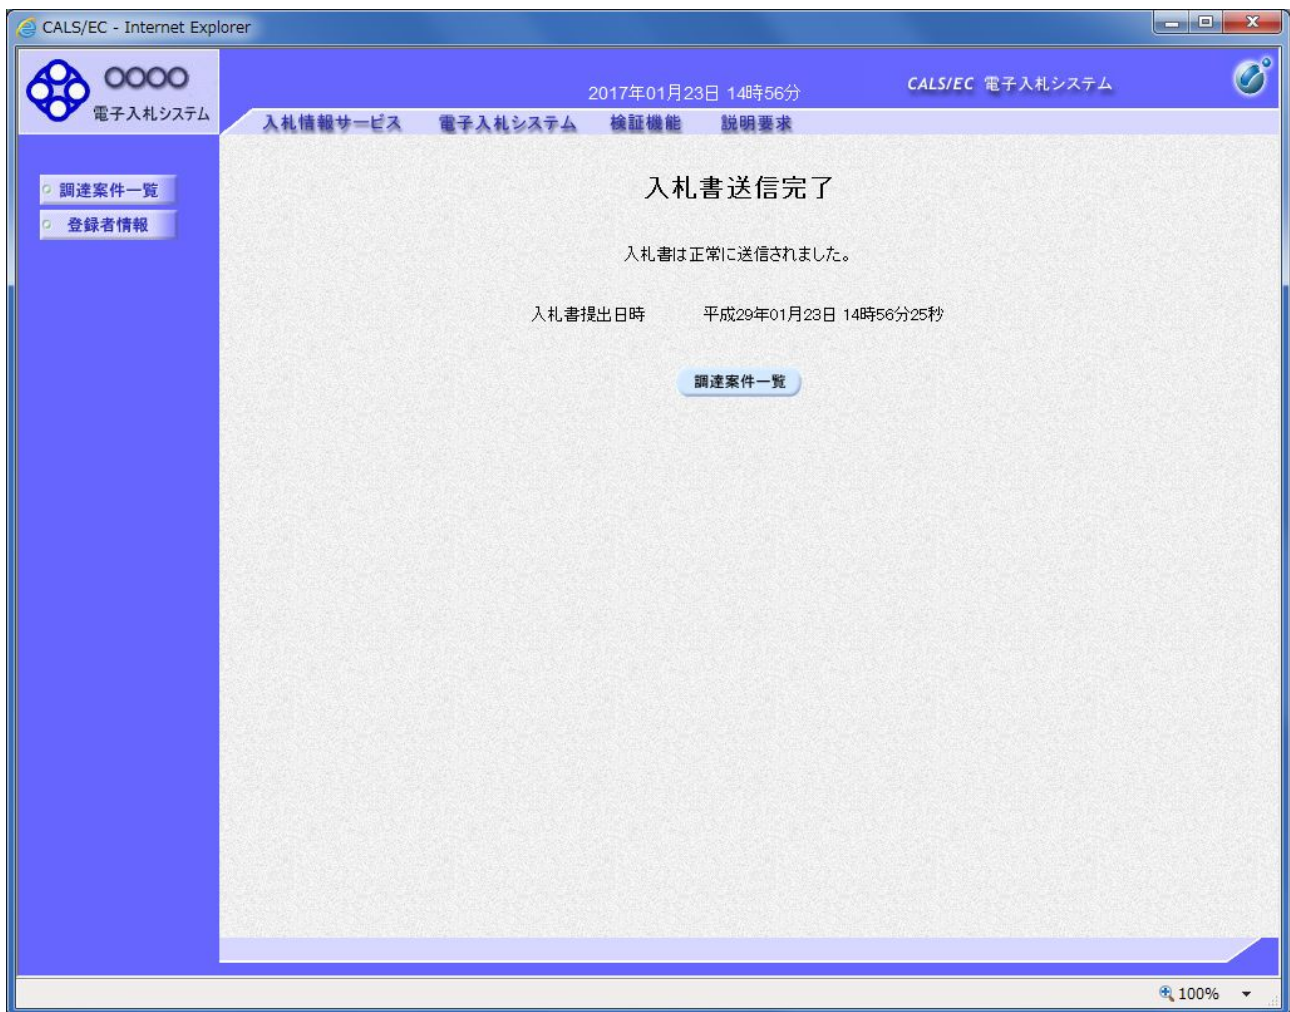 CALS/EC - Internet Explorer
○○○○
電子入札システム
2017年01月23日 14時56分
CALS/EC 電子入札システム
入札情報サービス 電子入札システム 検証機能 説明要求
調達案件一覧
登録者情報
入札書送信完了
入札書は正常に送信されました。
入札書提出日時 平成29年01月23日 14時56分25秒
調達案件一覧
100%